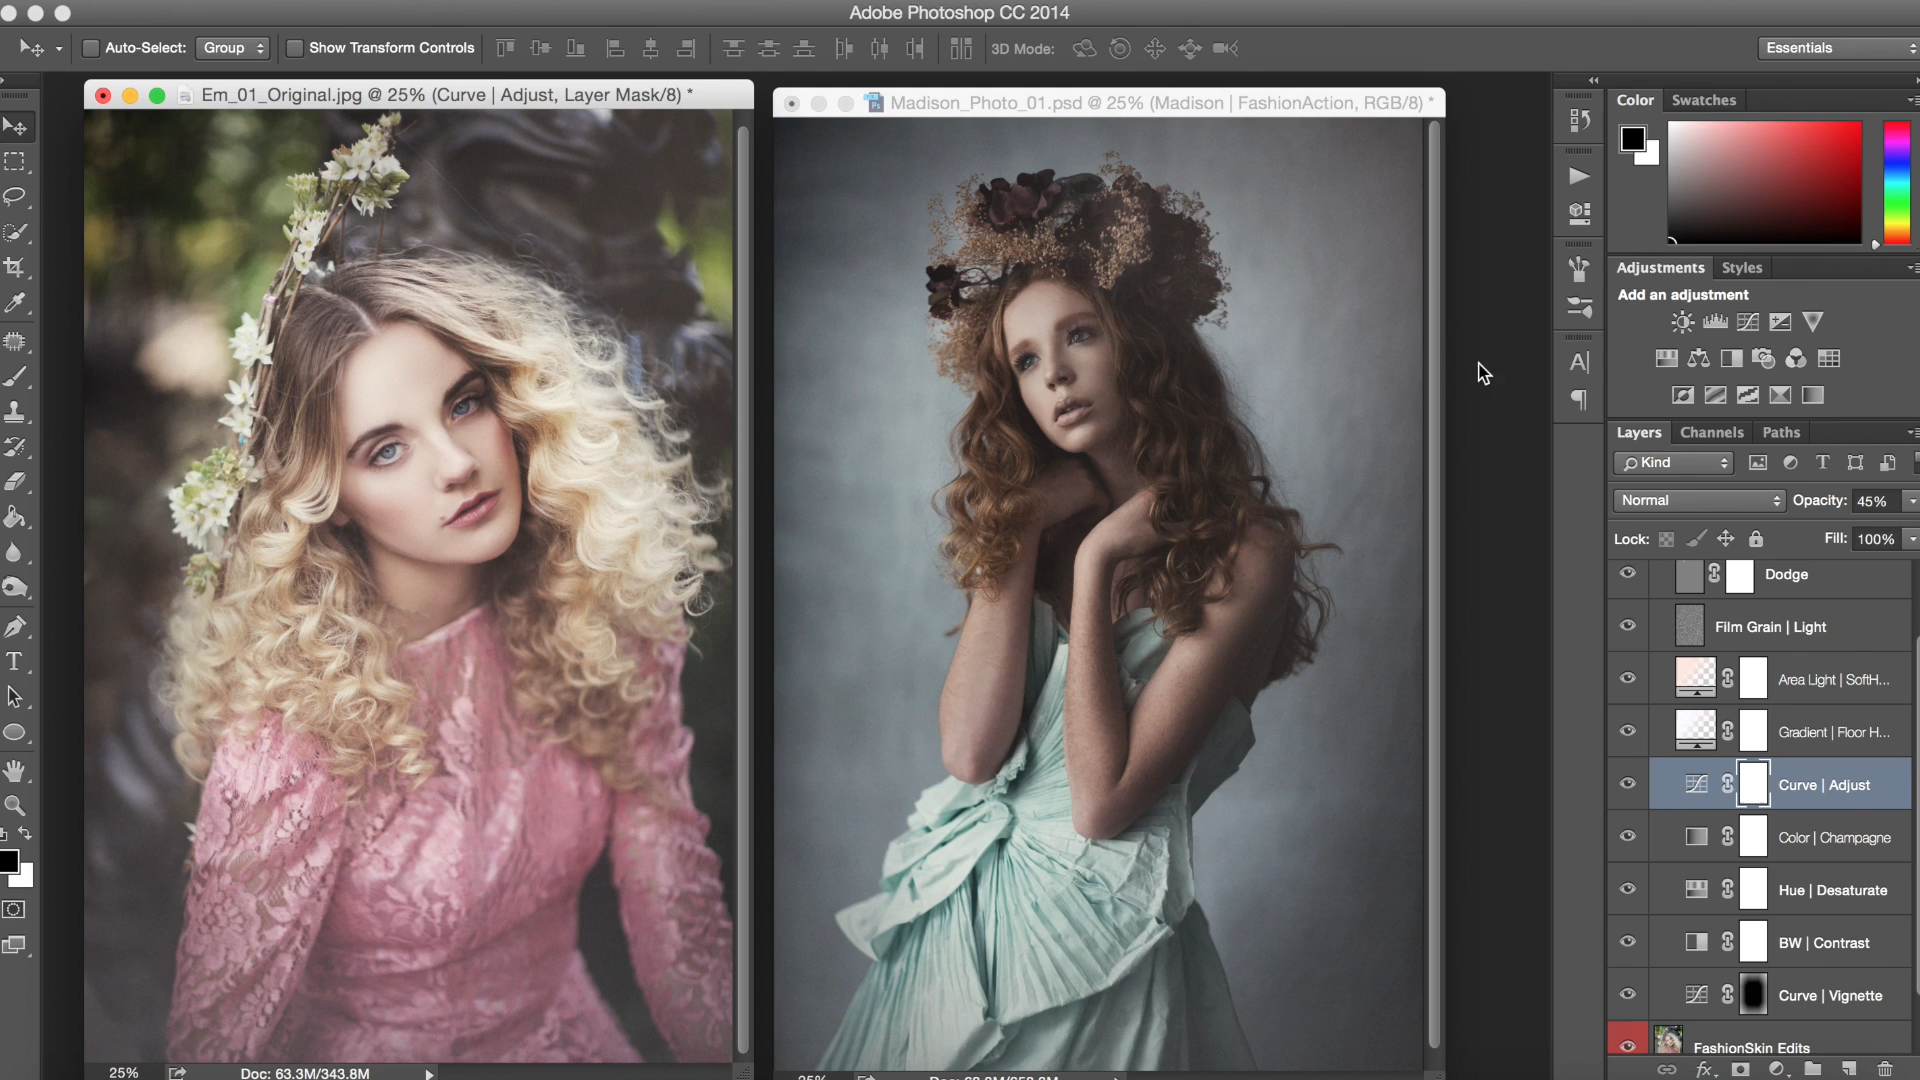 Adobe Photoshop CC 2014
Auto-Select: Group Show Transform Controls 3D Mode: Essentials
Em_01_Original.jpg @ 25% (Curve | Adjust, Layer Mask/8) *
Madison_Photo_01.psd @ 25% (Madison | FashionAction, RGB/8) *
Color Swatches
Adjustments Styles
Add an adjustment
Layers Channels Paths
Kind
Normal Opacity: 45%
Lock: Fill: 100%
Dodge
Film Grain | Light
Area Light | SoftH...
Gradient | Floor H...
Curve | Adjust
Color | Champagne
Hue | Desaturate
BW | Contrast
Curve | Vignette
FashionSkin Edits
25% Doc: 63.3M/343.8M